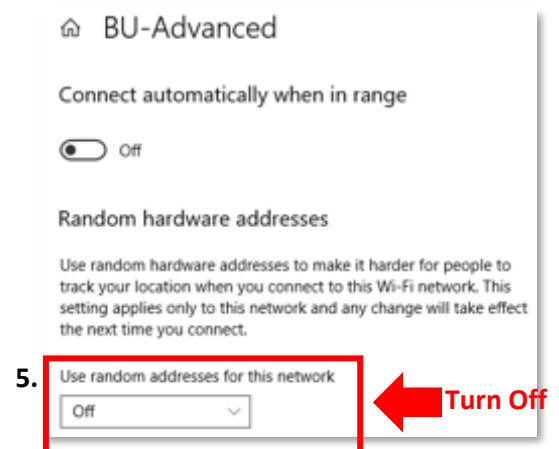 BU-Advanced
Connect automatically when in range
Off
Random hardware addresses
Use random hardware addresses to make it harder for people to
track your location when you connect to this Wi-Fi network. This
setting applies only to this network and any change will take effect
the next time you connect.
5. Use random addresses for this network
Off
Turn Off